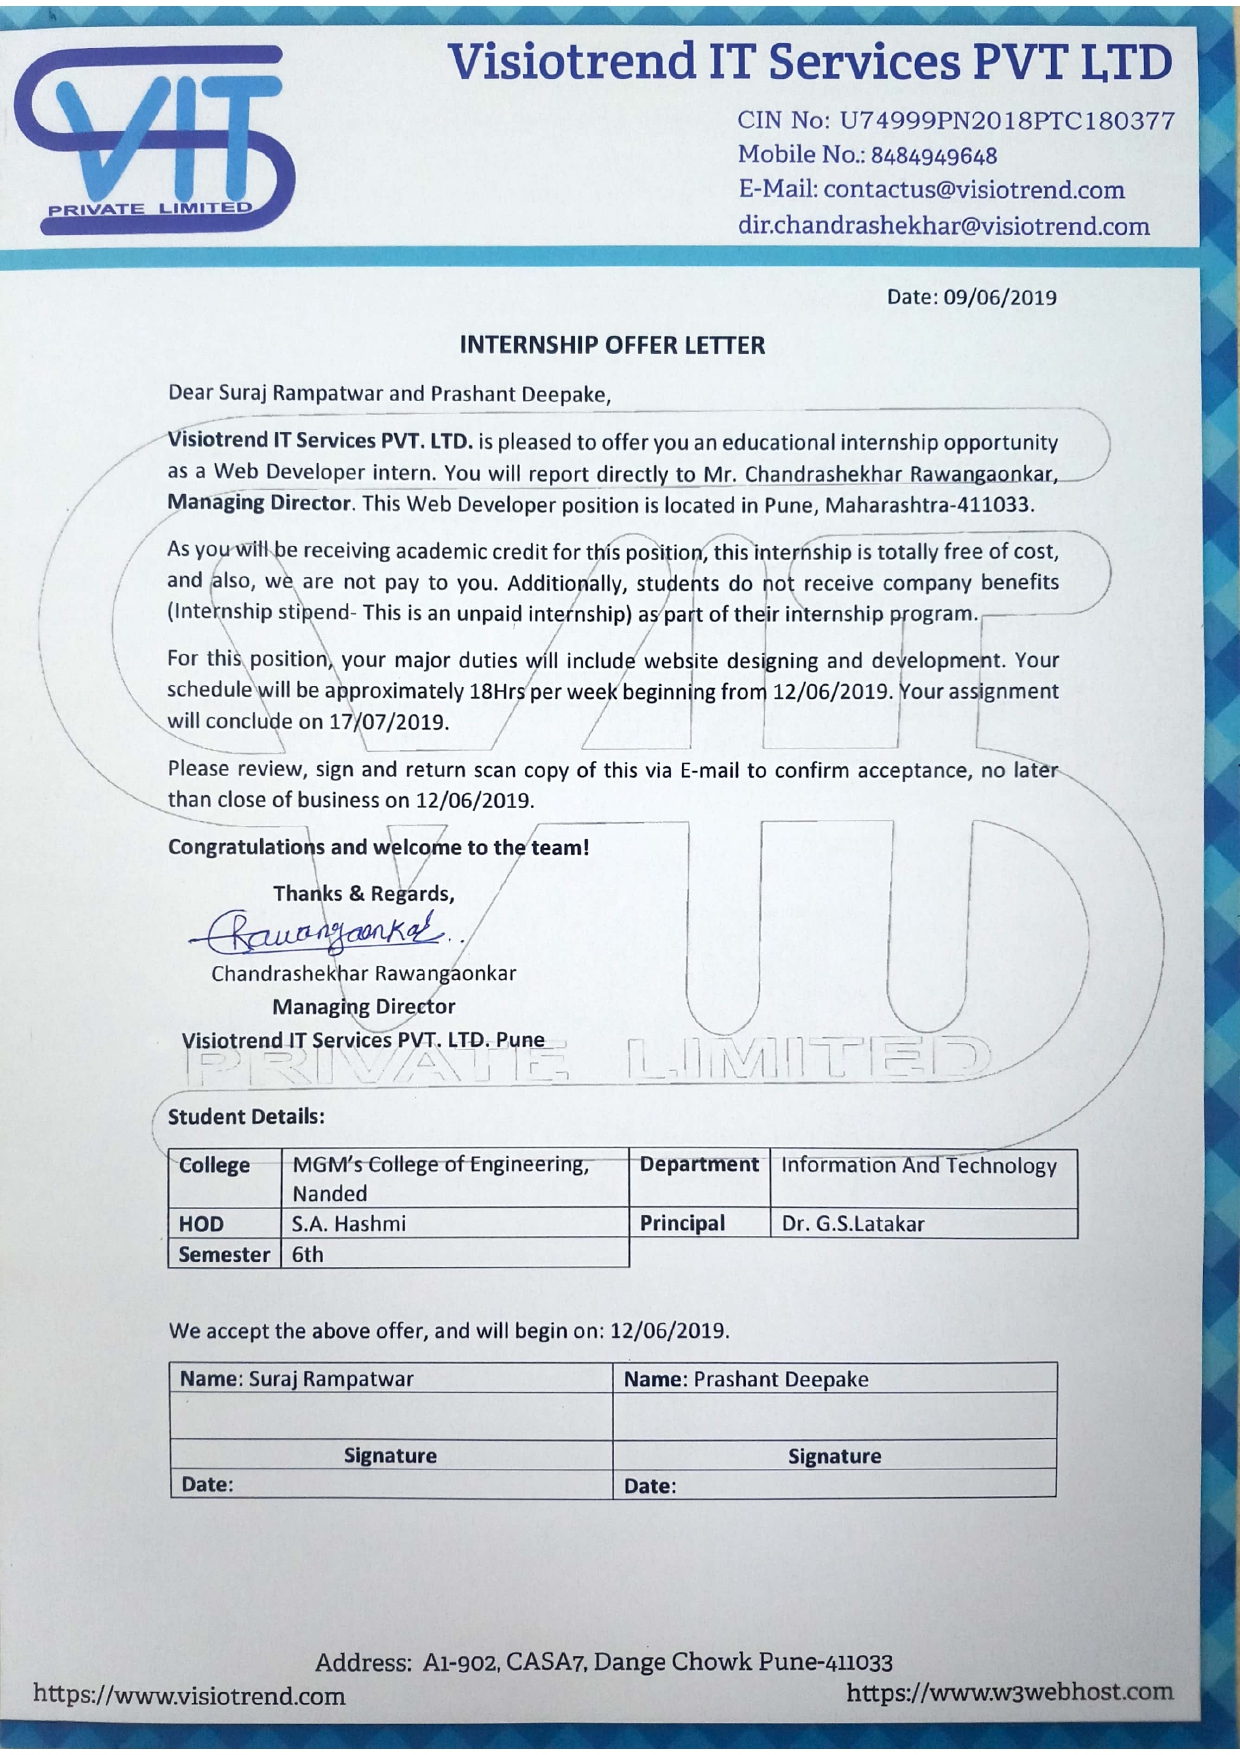 VIT
PRIVATE LIMITED
Visiotrend IT Services PVT LTD
CIN No: U74999PN2018PTC180377
Mobile No.: 8484949648
E-Mail: contactus@visiotrend.com
dir.chandrashekhar@visiotrend.com
Date: 09/06/2019
INTERNSHIP OFFER LETTER
Dear Suraj Rampatwar and Prashant Deepake,
Visiotrend IT Services PVT. LTD. is pleased to offer you an educational internship opportunity
as a Web Developer intern. You will report directly to Mr. Chandrashekhar Rawangaonkar,
Managing Director. This Web Developer position is located in Pune, Maharashtra-411033.
As you will be receiving academic credit for this position, this internship is totally free of cost,
and also, we are not pay to you. Additionally, students do not receive company benefits
(Internship stipend- This is an unpaid internship) as part of their internship program.
For this position, your major duties will include website designing and development. Your
schedule will be approximately 18Hrs per week beginning from 12/06/2019. Your assignment
will conclude on 17/07/2019.
Please review, sign and return scan copy of this via E-mail to confirm acceptance, no later
than close of business on 12/06/2019.
Congratulations and welcome to the team!
Thanks & Regards,
CRawangaonkar
Chandrashekhar Rawangaonkar
Managing Director
Visiotrend IT Services PVT. LTD. Pune
PRIVATE LIMITED
Student Details:
College MGM's College of Engineering, Department Information And Technology
Nanded
HOD S.A. Hashmi Principal Dr. G.S.Latakar
Semester 6th
We accept the above offer, and will begin on: 12/06/2019.
Name: Suraj Rampatwar Name: Prashant Deepake
Signature Signature
Date: Date:
Address: A1-902, CASA7, Dange Chowk Pune-411033
https://www.visiotrend.com https://www.w3webhost.com